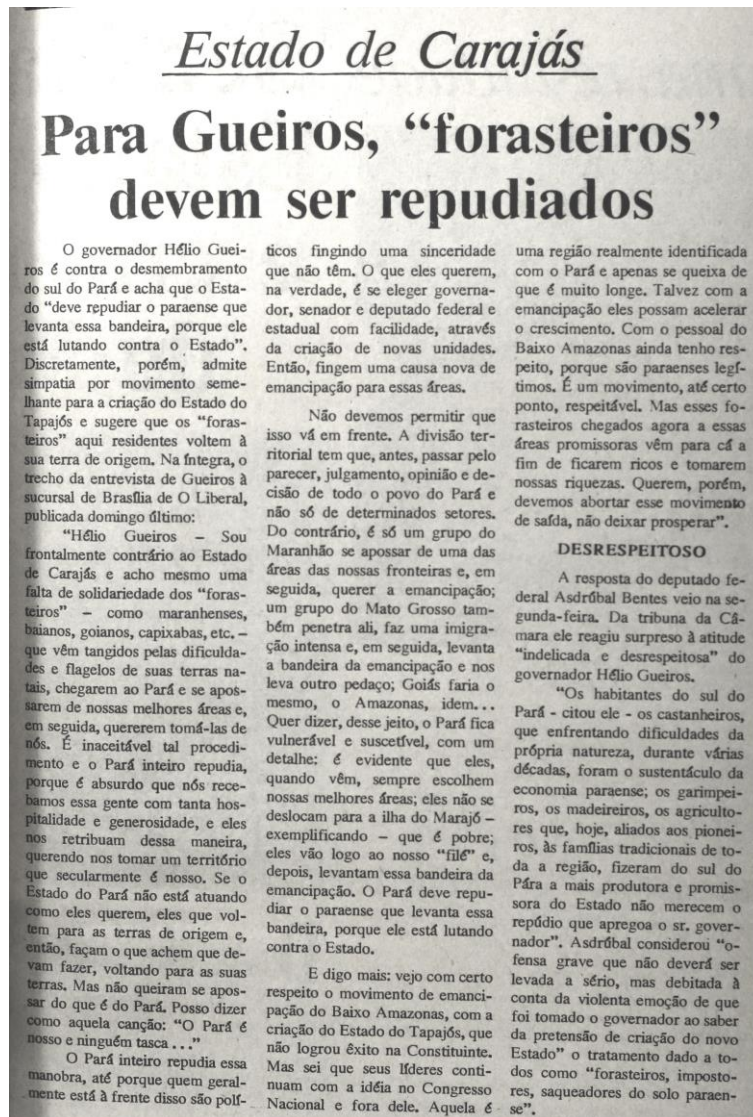 Estado de Carajás
Para Gueiros, “forasteiros”
devem ser repudiados
O governador Hélio Guei-
ros é contra o desmembramento
do sul do Pará e acha que o Esta-
do “deve repudiar o paraense que
levanta essa bandeira, porque ele
está lutando contra o Estado”.
Discretamente, porém, admite
simpatia por movimento seme-
lhante para a criação do Estado do
Tapajós e sugere que os “foras-
teiros” aqui residentes voltem à
sua terra de origem. Na íntegra, o
trecho da entrevista de Gueiros à
sucursal de Brasília de O Liberal,
publicada domingo último:
“Hélio Gueiros – Sou
frontalmente contrário ao Estado
de Carajás e acho mesmo uma
falta de solidariedade dos “foras-
teiros” – como maranhenses,
baianos, goianos, capixabas, etc. –
que vêm tangidos pelas dificulda-
des e flagelos de suas terras na-
tais, chegarem ao Pará e se apos-
sarem de nossas melhores áreas e,
em seguida, quererem tomá-las de
nós. É inaceitável tal procedi-
mento e o Pará inteiro repudia,
porque é absurdo que nós rece-
bamos essa gente com tanta hos-
pitalidade e generosidade, e eles
nos retribuam dessa maneira,
querendo nos tomar um território
que secularmente é nosso. Se o
Estado do Pará não está atuando
como eles querem, eles que vol-
tem para as terras de origem e,
então, façam o que achem que de-
vam fazer, voltando para as suas
terras. Mas não queiram se apos-
sar do que é do Pará. Posso dizer
como aquela canção: “O Pará é
nosso e ninguém tasca ...”
O Pará inteiro repudia essa
manobra, até porque quem geral-
mente está à frente disso são polí-
ticos fingindo uma sinceridade
que não têm. O que eles querem,
na verdade, é se eleger governa-
dor, senador e deputado federal e
estadual com facilidade, através
da criação de novas unidades.
Então, fingem uma causa nova de
emancipação para essas áreas.
Não devemos permitir que
isso vá em frente. A divisão ter-
ritorial tem que, antes, passar pelo
parecer, julgamento, opinião e de-
cisão de todo o povo do Pará e
não só de determinados setores.
Do contrário, é só um grupo do
Maranhão se apossar de uma das
áreas das nossas fronteiras e, em
seguida, querer a emancipação;
um grupo do Mato Grosso tam-
bém penetra ali, faz uma imigra-
ção intensa e, em seguida, levanta
a bandeira da emancipação e nos
leva outro pedaço; Goiás faria o
mesmo, o Amazonas, idem...
Quer dizer, desse jeito, o Pará fica
vulnerável e suscetível, com um
detalhe: é evidente que eles,
quando vêm, sempre escolhem
nossas melhores áreas; eles não se
deslocam para a ilha do Marajó –
exemplificando – que é pobre;
eles vão logo ao nosso “filé” e,
depois, levantam essa bandeira da
emancipação. O Pará deve repu-
diar o paraense que levanta essa
bandeira, porque ele está lutando
contra o Estado.
E digo mais: vejo com certo
respeito o movimento de emanci-
pação do Baixo Amazonas, com a
criação do Estado do Tapajós, que
não logrou êxito na Constituinte.
Mas sei que seus líderes conti-
nuam com a idéia no Congresso
Nacional e fora dele. Aquela é
uma região realmente identificada
com o Pará e apenas se queixa de
que é muito longe. Talvez com a
emancipação eles possam acelerar
o crescimento. Com o pessoal do
Baixo Amazonas ainda tenho res-
peito, porque são paraenses legí-
timos. É um movimento, até certo
ponto, respeitável. Mas esses fo-
rasteiros chegados agora a essas
áreas promissoras vêm para cá a
fim de ficarem ricos e tomarem
nossas riquezas. Querem, porém,
devemos abortar esse movimento
de saída, não deixar prosperar”.
DESRESPEITOSO
A resposta do deputado fe-
deral Asdrúbal Bentes veio na se-
gunda-feira. Da tribuna da Câ-
mara ele reagiu surpreso à atitude
“indelicada e desrespeitosa” do
governador Hélio Gueiros.
“Os habitantes do sul do
Pará - citou ele - os castanheiros,
que enfrentando dificuldades da
própria natureza, durante várias
décadas, foram o sustentáculo da
economia paraense; os garimpei-
ros, os madeireiros, os agriculto-
res que, hoje, aliados aos pionei-
ros, às famílias tradicionais de to-
da a região, fizeram do sul do
Pára a mais produtora e promis-
sora do Estado não merecem o
repúdio que apregoa o sr. gover-
nador”. Asdrúbal considerou “o-
fensa grave que não deverá ser
levada a sério, mas debitada à
conta da violenta emoção de que
foi tomado o governador ao saber
da pretensão de criação do novo
Estado” o tratamento dado a to-
dos como “forasteiros, imposto-
res, saqueadores do solo paraen-
se”.